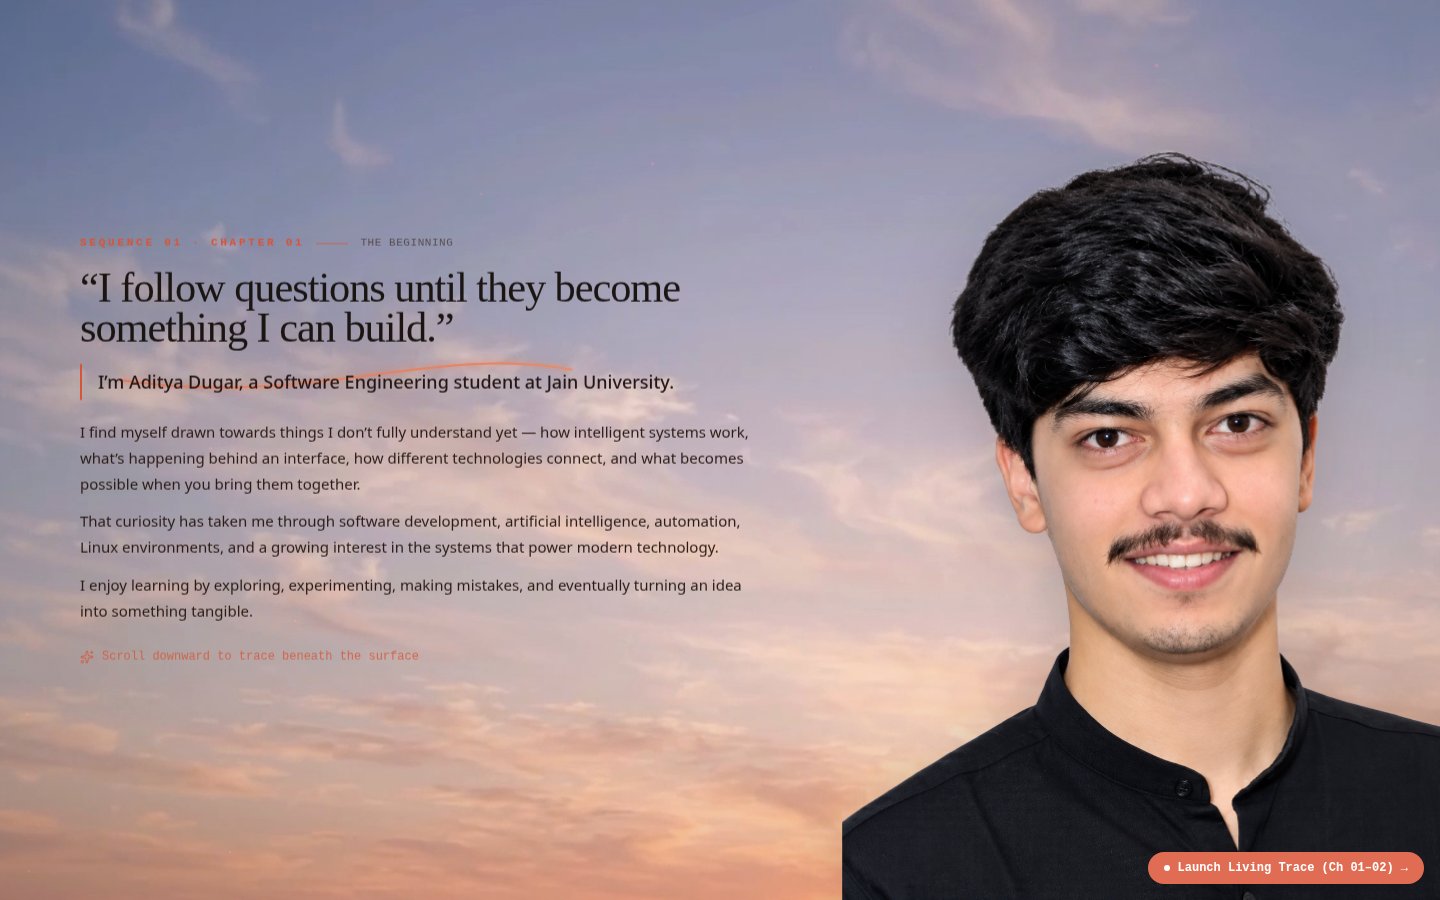 SEQUENCE 01 · CHAPTER 01 THE BEGINNING
“I follow questions until they become
something I can build.”
I’m Aditya Dugar, a Software Engineering student at Jain University.
I find myself drawn towards things I don’t fully understand yet — how intelligent systems work,
what’s happening behind an interface, how different technologies connect, and what becomes
possible when you bring them together.
That curiosity has taken me through software development, artificial intelligence, automation,
Linux environments, and a growing interest in the systems that power modern technology.
I enjoy learning by exploring, experimenting, making mistakes, and eventually turning an idea
into something tangible.
Scroll downward to trace beneath the surface
Launch Living Trace (Ch 01–02) →